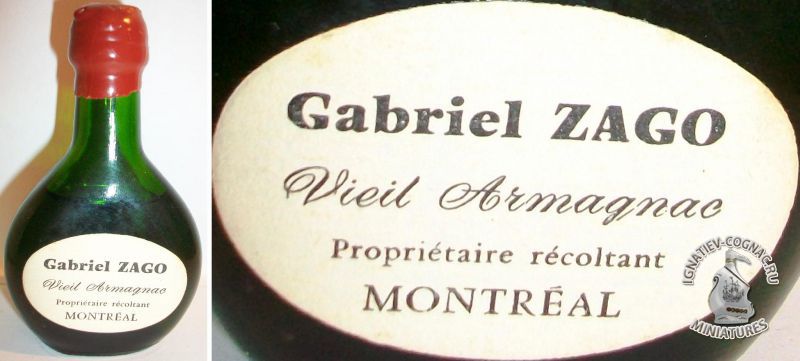 Gabriel ZAGO
Vieil Armagnac
Propriétaire récoltant
MONTRÉAL
Gabriel ZAGO
Vieil Armagnac
Propriétaire récoltant
MONTRÉAL
IGNATIEV-COGNAC.RU
MINIATURES